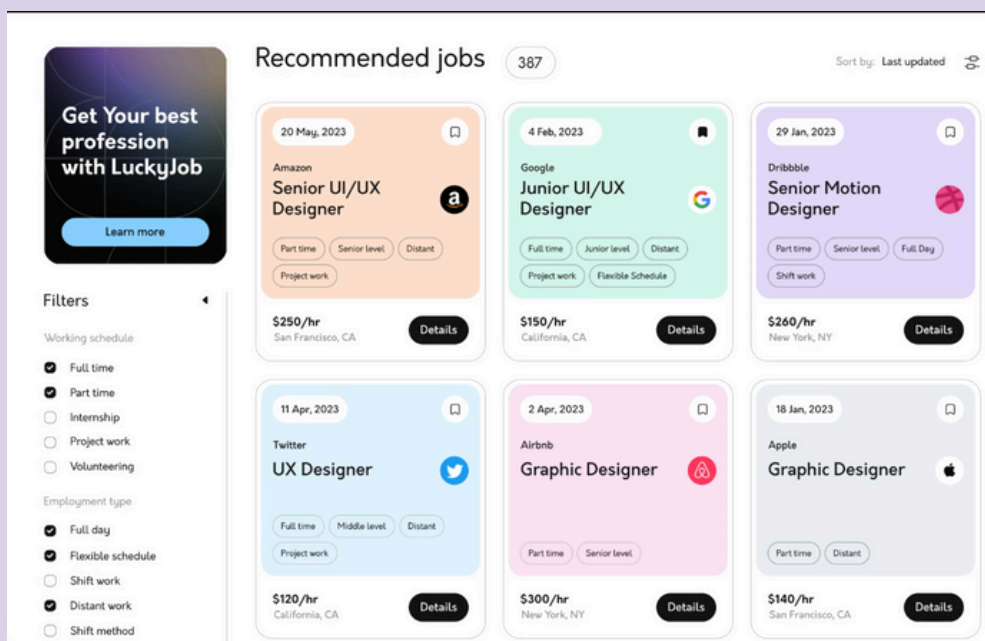 Get Your best
profession
with LuckyJob
Learn more
Filters
Working schedule
Full time
Part time
Internship
Project work
Volunteering
Employment type
Full day
Flexible schedule
Shift work
Distant work
Shift method
Recommended jobs 387
Sort by: Last updated
20 May, 2023
Amazon
Senior UI/UX
Designer
a
Part time Senior level Distant
Project work
$250/hr
San Francisco, CA
Details
4 Feb, 2023
Google
Junior UI/UX
Designer
G
Full time Junior level Distant
Project work Flexible Schedule
$150/hr
California, CA
Details
29 Jan, 2023
Dribbble
Senior Motion
Designer
Part time Senior level Full Day
Shift work
$260/hr
New York, NY
Details
11 Apr, 2023
Twitter
UX Designer
Full time Middle level Distant
Project work
$120/hr
California, CA
Details
2 Apr, 2023
Airbnb
Graphic Designer
Part time Senior level
$300/hr
New York, NY
Details
18 Jan, 2023
Apple
Graphic Designer
Part time Distant
$140/hr
San Francisco, CA
Details